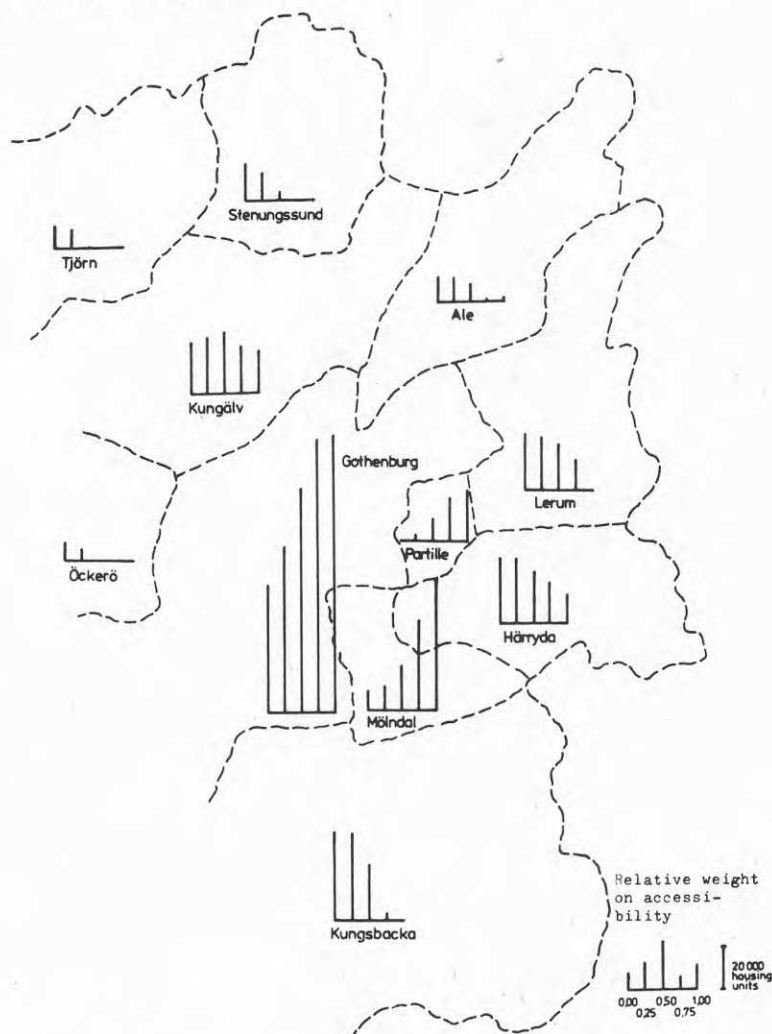 Stenungssund
Tjörn
Ale
Kungälv
Gothenburg
Lerum
Partille
Öckerö
Härryda
Mölndal
Kungsbacka
Relative weight
on accessi-
bility
20 000
housing
units
0,00 0,50 1,00
0,25 0,75